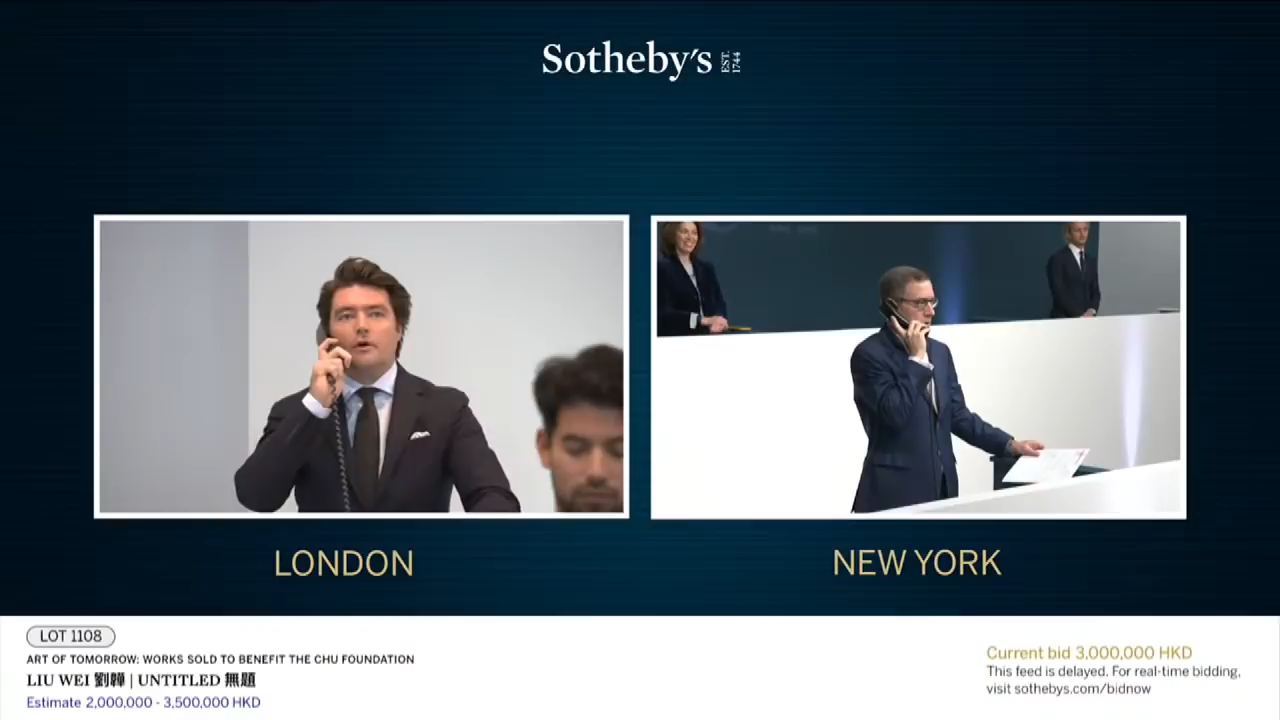 Sotheby's EST. 1744
LONDON
NEW YORK
LOT 1108
ART OF TOMORROW: WORKS SOLD TO BENEFIT THE CHU FOUNDATION
LIU WEI 劉韡 | UNTITLED 無題
Estimate 2,000,000 - 3,500,000 HKD
Current bid 3,000,000 HKD
This feed is delayed. For real-time bidding,
visit sothebys.com/bidnow